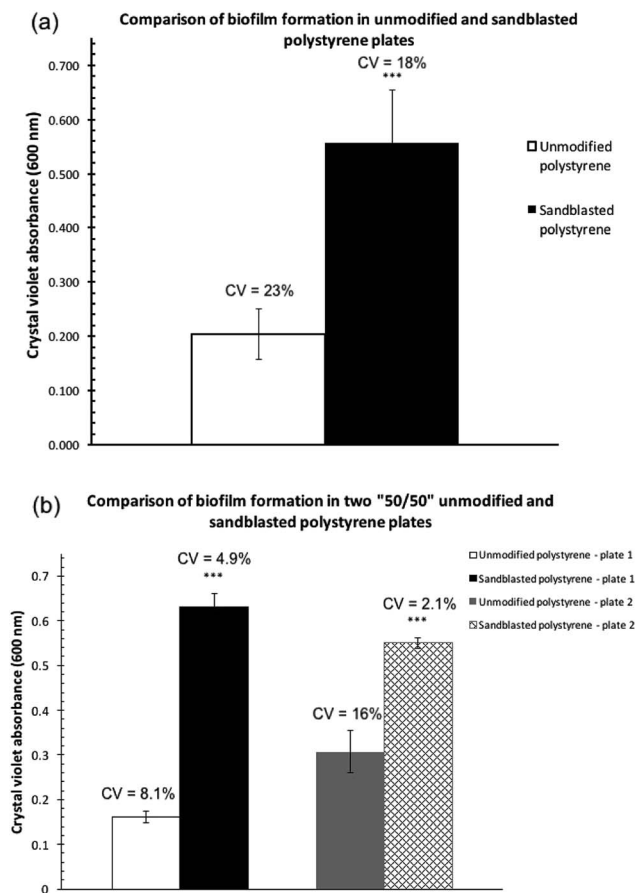 (a)
Comparison of biofilm formation in unmodified and sandblasted
polystyrene plates
CV = 18%
***
0.700
0.600
0.500
0.400
0.300
0.200
0.100
0.000
Crystal violet absorbance (600 nm)
CV = 23%
Unmodified
polystyrene
Sandblasted
polystyrene
(b)
Comparison of biofilm formation in two "50/50" unmodified and
sandblasted polystyrene plates
Unmodified polystyrene - plate 1
Sandblasted polystyrene - plate 1
Unmodified polystyrene - plate 2
Sandblasted polystyrene - plate 2
CV = 4.9%
***
CV = 2.1%
***
CV = 16%
CV = 8.1%
0.7
0.6
0.5
0.4
0.3
0.2
0.1
0
Crystal violet absorbance (600 nm)